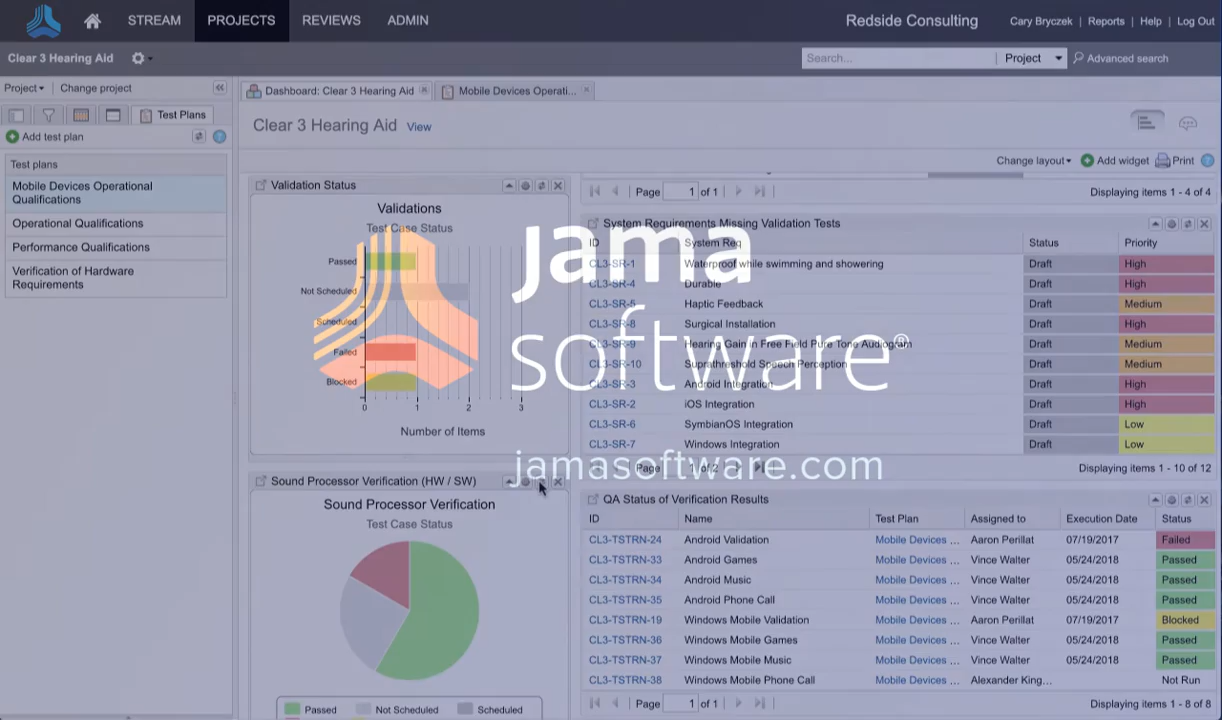 STREAM PROJECTS REVIEWS ADMIN Redside Consulting Cary Bryczek | Reports | Help | Log Out
Clear 3 Hearing Aid Search... Project Advanced search
Project Change project
Dashboard: Clear 3 Hearing Aid Mobile Devices Operati...
Test Plans
Add test plan
Test plans
Mobile Devices Operational
Qualifications
Operational Qualifications
Performance Qualifications
Verification of Hardware
Requirements
Clear 3 Hearing Aid View
Change layout Add widget Print
Validation Status
Validations
Test Case Status
Passed
Not Scheduled
Scheduled
Failed
Blocked
0 1 2 3
Number of Items
Sound Processor Verification (HW / SW)
Sound Processor Verification
Test Case Status
Passed Not Scheduled Scheduled
Page 1 of 1 Displaying items 1 - 4 of 4
System Requirements Missing Validation Tests
ID System Req Status Priority
CL3-SR-1 Waterproof while swimming and showering Draft High
CL3-SR-4 Durable Draft High
CL3-SR-5 Haptic Feedback Draft Medium
CL3-SR-8 Surgical Installation Draft High
CL3-SR-9 Hearing Gain in Free Field Pure Tone Audiogram Draft Medium
CL3-SR-10 Suprathreshold Speech Perception Draft Medium
CL3-SR-3 Android Integration Draft High
CL3-SR-2 iOS Integration Draft High
CL3-SR-6 SymbianOS Integration Draft Low
CL3-SR-7 Windows Integration Draft Low
Page 1 of 2 Displaying items 1 - 10 of 12
QA Status of Verification Results
ID Name Test Plan Assigned to Execution Date Status
CL3-TSTRN-24 Android Validation Mobile Devices ... Aaron Perillat 07/19/2017 Failed
CL3-TSTRN-33 Android Games Mobile Devices ... Vince Walter 05/24/2018 Passed
CL3-TSTRN-34 Android Music Mobile Devices ... Vince Walter 05/24/2018 Passed
CL3-TSTRN-35 Android Phone Call Mobile Devices ... Vince Walter 05/24/2018 Passed
CL3-TSTRN-19 Windows Mobile Validation Mobile Devices ... Aaron Perillat 07/19/2017 Blocked
CL3-TSTRN-36 Windows Mobile Games Mobile Devices ... Vince Walter 05/24/2018 Passed
CL3-TSTRN-37 Windows Mobile Music Mobile Devices ... Vince Walter 05/24/2018 Passed
CL3-TSTRN-38 Windows Mobile Phone Call Mobile Devices ... Alexander King... Not Run
Page 1 of 1 Displaying items 1 - 8 of 8
jama
software®
jamasoftware.com